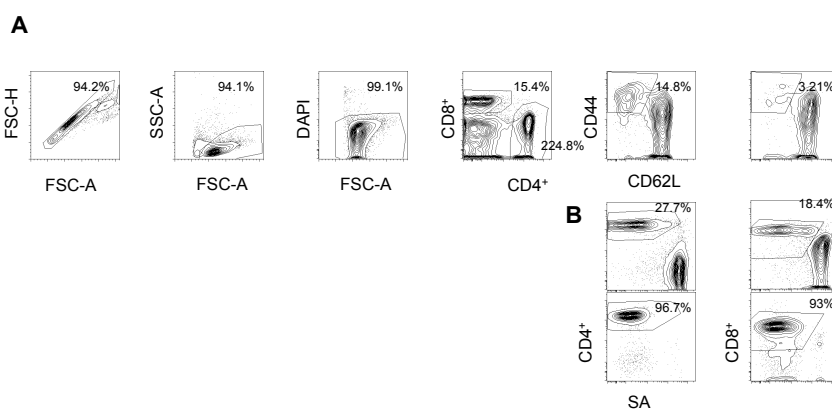 A
94.2%
94.1%
99.1%
15.4%
14.8%
3.21%
FSC-H
SSC-A
DAPI
CD8+
224.8%
CD44
FSC-A
FSC-A
FSC-A
CD4+
CD62L
B
27.7%
18.4%
96.7%
93%
CD4+
CD8+
SA